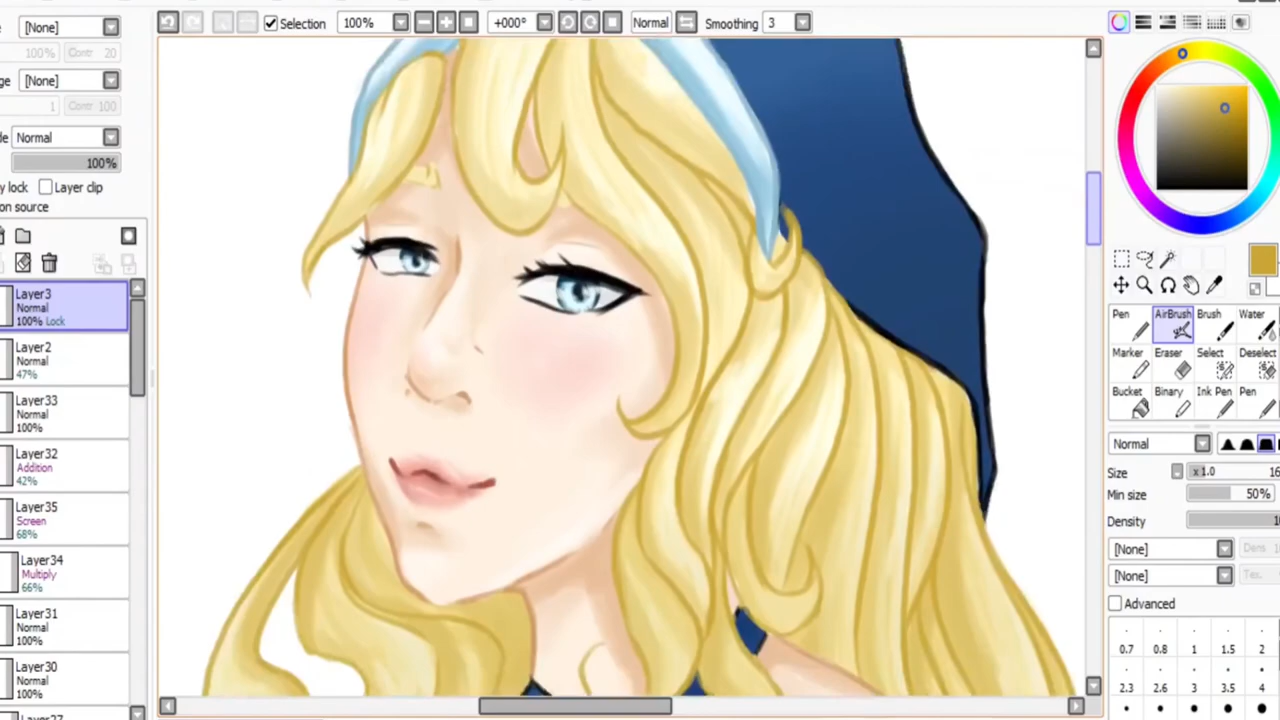 [None]
Selection
100%
+000°
Normal
Smoothing
3
100%
Contr 20
[None]
1
Contr 100
Normal
100%
y lock
Layer clip
on source
Layer3
Normal
100% Lock
Layer2
Normal
47%
Layer33
Normal
100%
Layer32
Addition
42%
Layer35
Screen
68%
Layer34
Multiply
66%
Layer31
Normal
100%
Layer30
Normal
100%
Pen
AirBrush
Brush
Water
Marker
Eraser
Select
Deselect
Bucket
Binary
Ink Pen
Pen
Normal
Size
x1.0
16
Min size
50%
Density
[None]
Dens
[None]
Tex.
Advanced
0.7 0.8 1 1.5 2
2.3 2.6 3 3.5 4